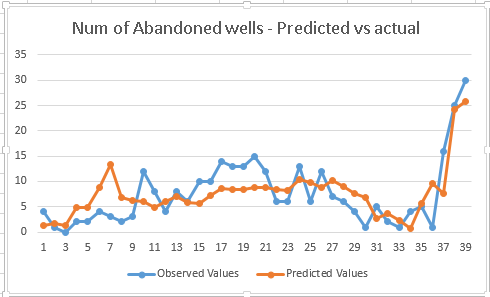 Num of Abandoned wells - Predicted vs actual
35
30
25
20
15
10
5
0
1 3 5 7 9 11 13 15 17 19 21 23 25 27 29 31 33 35 37 39
Observed Values Predicted Values